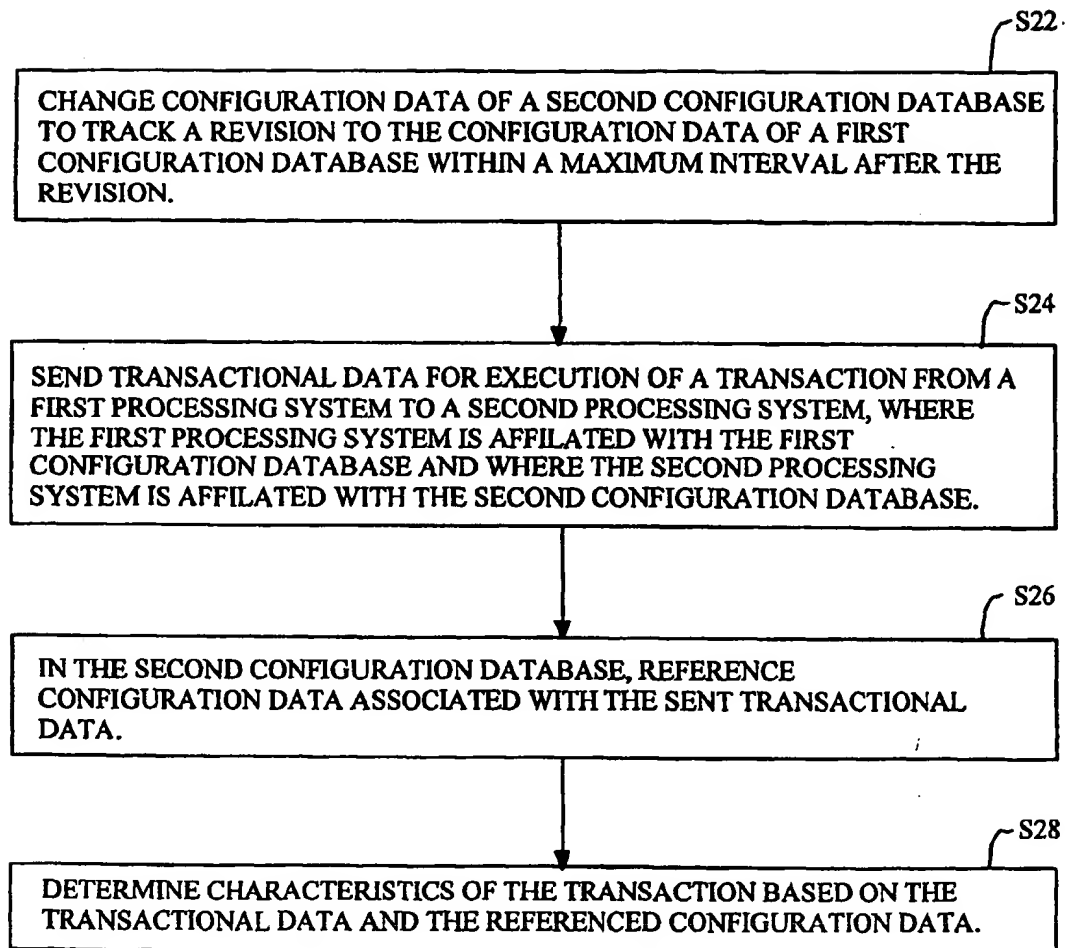 S22
CHANGE CONFIGURATION DATA OF A SECOND CONFIGURATION DATABASE
TO TRACK A REVISION TO THE CONFIGURATION DATA OF A FIRST
CONFIGURATION DATABASE WITHIN A MAXIMUM INTERVAL AFTER THE
REVISION.
S24
SEND TRANSACTIONAL DATA FOR EXECUTION OF A TRANSACTION FROM A
FIRST PROCESSING SYSTEM TO A SECOND PROCESSING SYSTEM, WHERE
THE FIRST PROCESSING SYSTEM IS AFFILATED WITH THE FIRST
CONFIGURATION DATABASE AND WHERE THE SECOND PROCESSING
SYSTEM IS AFFILATED WITH THE SECOND CONFIGURATION DATABASE.
S26
IN THE SECOND CONFIGURATION DATABASE, REFERENCE
CONFIGURATION DATA ASSOCIATED WITH THE SENT TRANSACTIONAL
DATA.
S28
DETERMINE CHARACTERISTICS OF THE TRANSACTION BASED ON THE
TRANSACTIONAL DATA AND THE REFERENCED CONFIGURATION DATA.